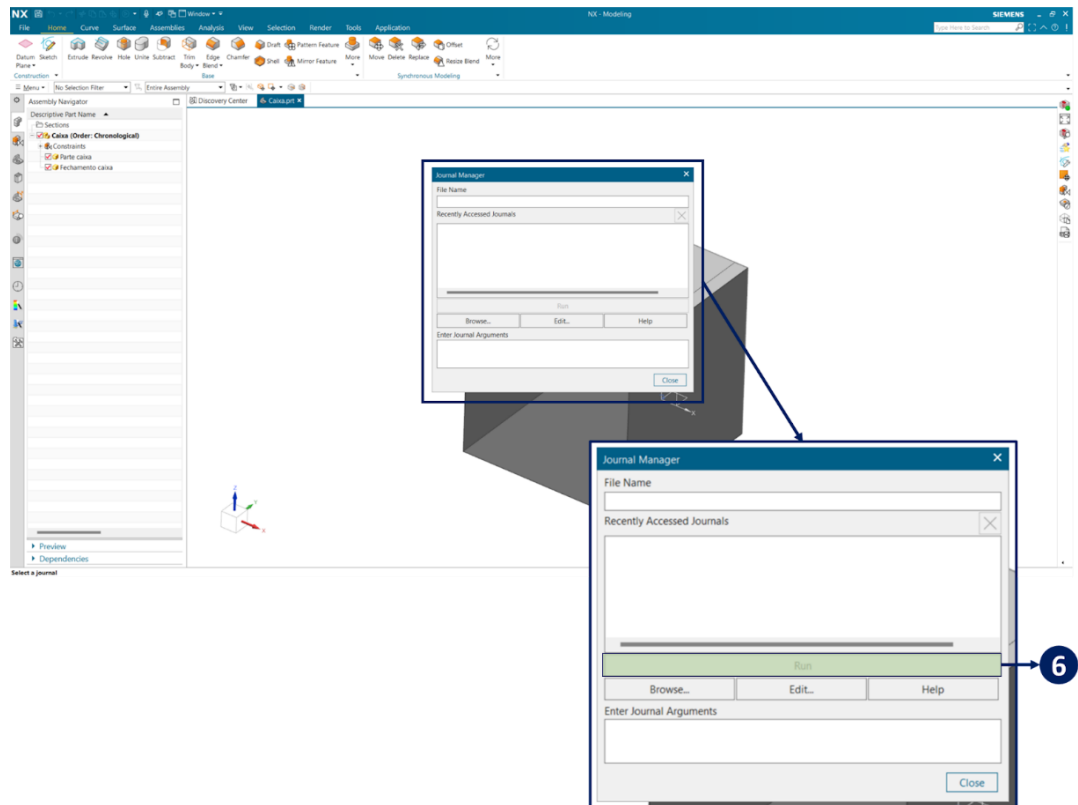 NX Window NX - Modeling SIEMENS
File Home Curve Surface Assemblies Analysis View Selection Render Tools Application Type Here to Search
Datum Plane Sketch Extrude Revolve Hole Unite Subtract Trim Body Edge Blend Chamfer Draft Pattern Feature Shell Mirror Feature More Move Delete Replace Offset Resize Blend More
Construction Base Synchronous Modeling
Menu No Selection Filter Entire Assembly
Assembly Navigator Discovery Center Caixa.prt
Descriptive Part Name
Sections
Caixa (Order: Chronological)
Constraints
Parte caixa
Fechamento caixa
Journal Manager
File Name
Recently Accessed Journals
Run
Browse... Edit... Help
Enter Journal Arguments
Close
X
Z
Y
X
Preview
Dependencies
Select a journal
Journal Manager
File Name
Recently Accessed Journals
Run
6
Browse... Edit... Help
Enter Journal Arguments
Close